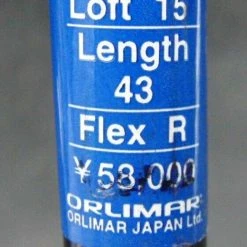 Loft 15
Length
43
Flex R
¥58,000
ORLIMAR®
ORLIMAR JAPAN Ltd.